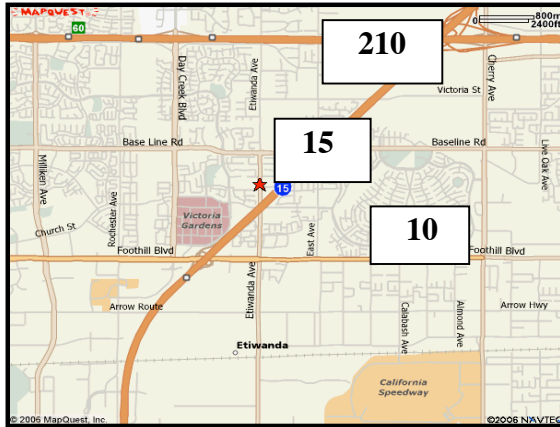 MAPQUEST
60
800m
2400ft
210
Day Creek Blvd
Etiwanda Ave
Cherry Ave
Victoria St
15
Base Line Rd
Baseline Rd
Live Oak Ave
Milliken Ave
15
Rochester Ave
Victoria
Gardens
10
Church St
East Ave
Foothill Blvd
Foothill Blvd
Etiwanda Ave
Arrow Route
Calabash Ave
Almond Ave
Arrow Hwy
Etiwanda
California
Speedway
© 2006 MapQuest, Inc.
©2006 NAVTEQ